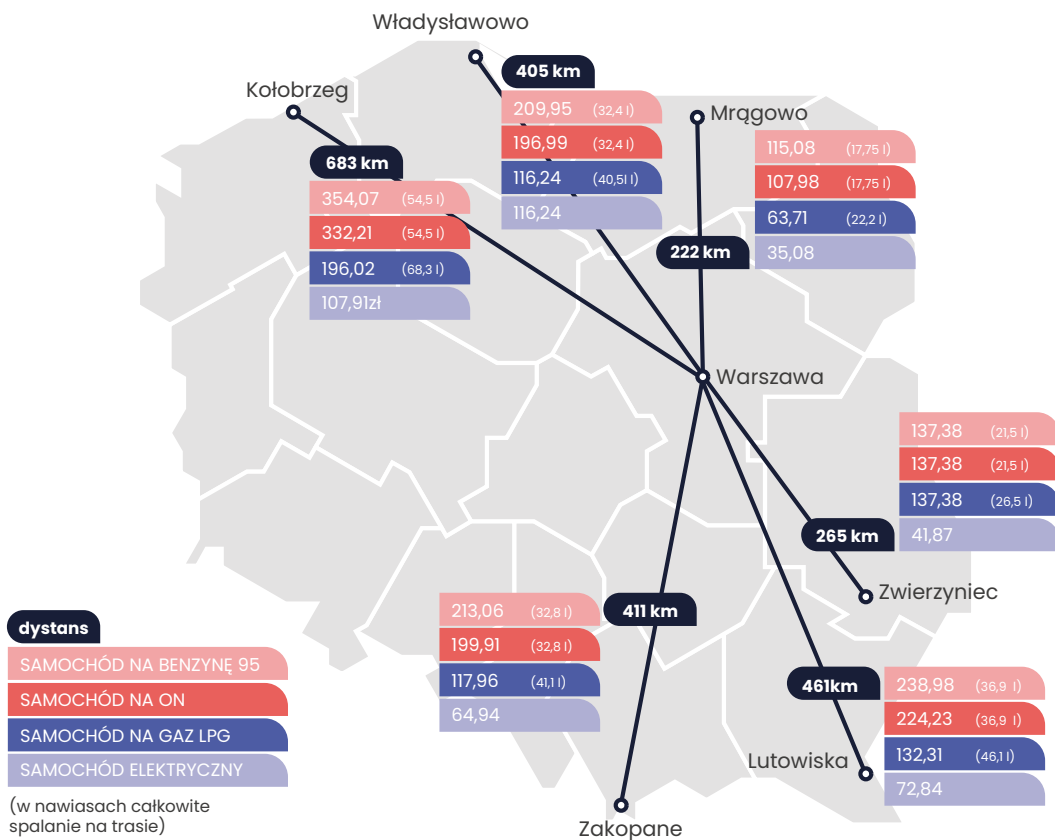 Władysławowo
Kołobrzeg
405 km
209,95 (32,4 l)
196,99 (32,4 l)
116,24 (40,5l l)
116,24
Mrągowo
115,08 (17,75 l)
107,98 (17,75 l)
63,71 (22,2 l)
35,08
222 km
683 km
354,07 (54,5 l)
332,21 (54,5 l)
196,02 (68,3 l)
107,91zł
Warszawa
137,38 (21,5 l)
137,38 (21,5 l)
137,38 (26,5 l)
41,87
265 km
Zwierzyniec
213,06 (32,8 l)
199,91 (32,8 l)
117,96 (41,1 l)
64,94
411 km
461km
238,98 (36,9 l)
224,23 (36,9 l)
132,31 (46,1 l)
72,84
Lutowiska
Zakopane
dystans
SAMOCHÓD NA BENZYNĘ 95
SAMOCHÓD NA ON
SAMOCHÓD NA GAZ LPG
SAMOCHÓD ELEKTRYCZNY
(w nawiasach całkowite
spalanie na trasie)